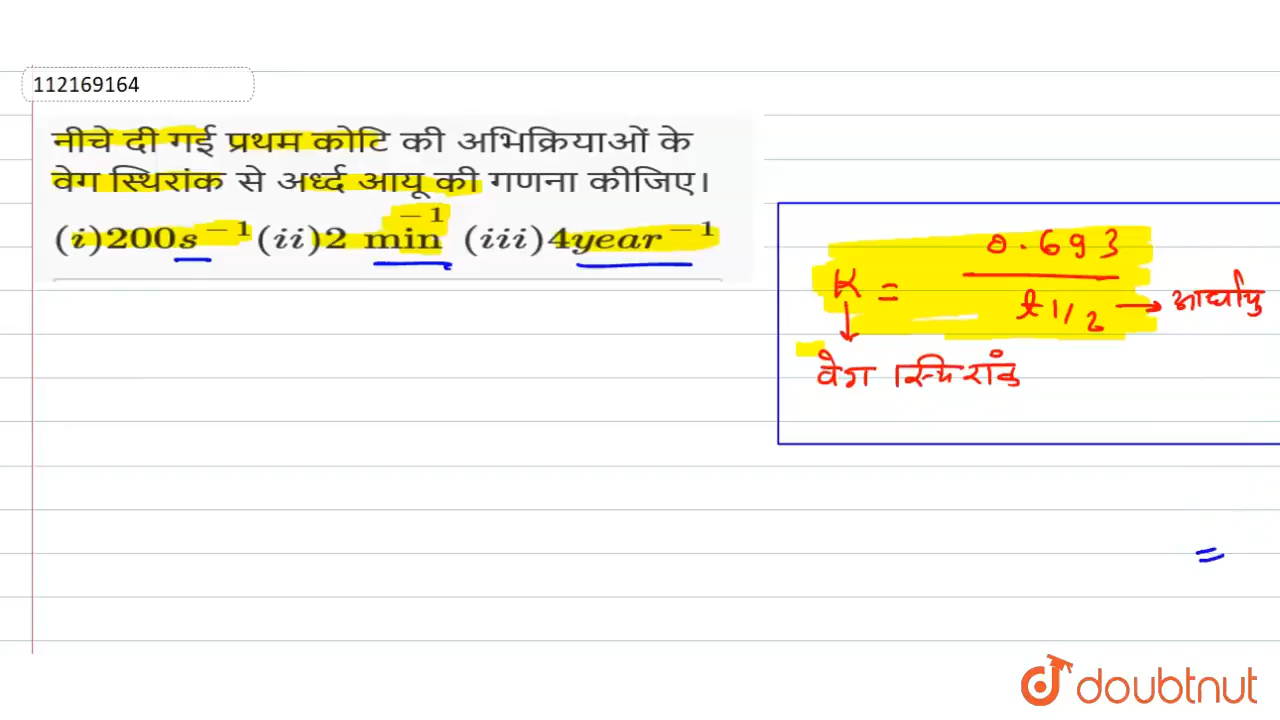 112169164
नीचे दी गई प्रथम कोटि की अभिक्रियाओं के
वेग स्थिरांक से अर्ध्द आयू की गणना कीजिए।
(i)200s⁻¹(ii)2 min⁻¹ (iii)4year⁻¹
K = 0.693 / t1/2 → अर्धायु
↓
वेग स्थिरांक
=
doubtnut